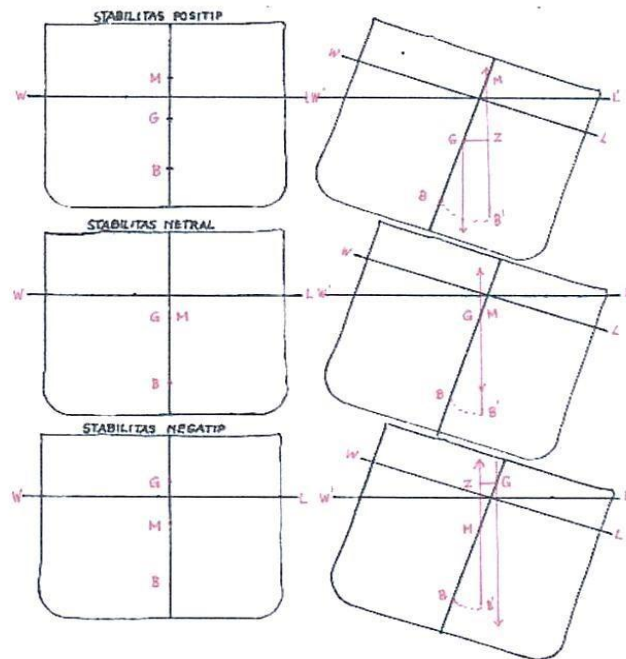 STABILITAS POSITIP
M
W L
G
B
W W' M L'
G Z
L
B B'
STABILITAS NETRAL
W L
G M
B
W
W'
G M
L
B B'
STABILITAS NEGATIP
G
W L
M
B
W
Z G
W'
M
L
B B'